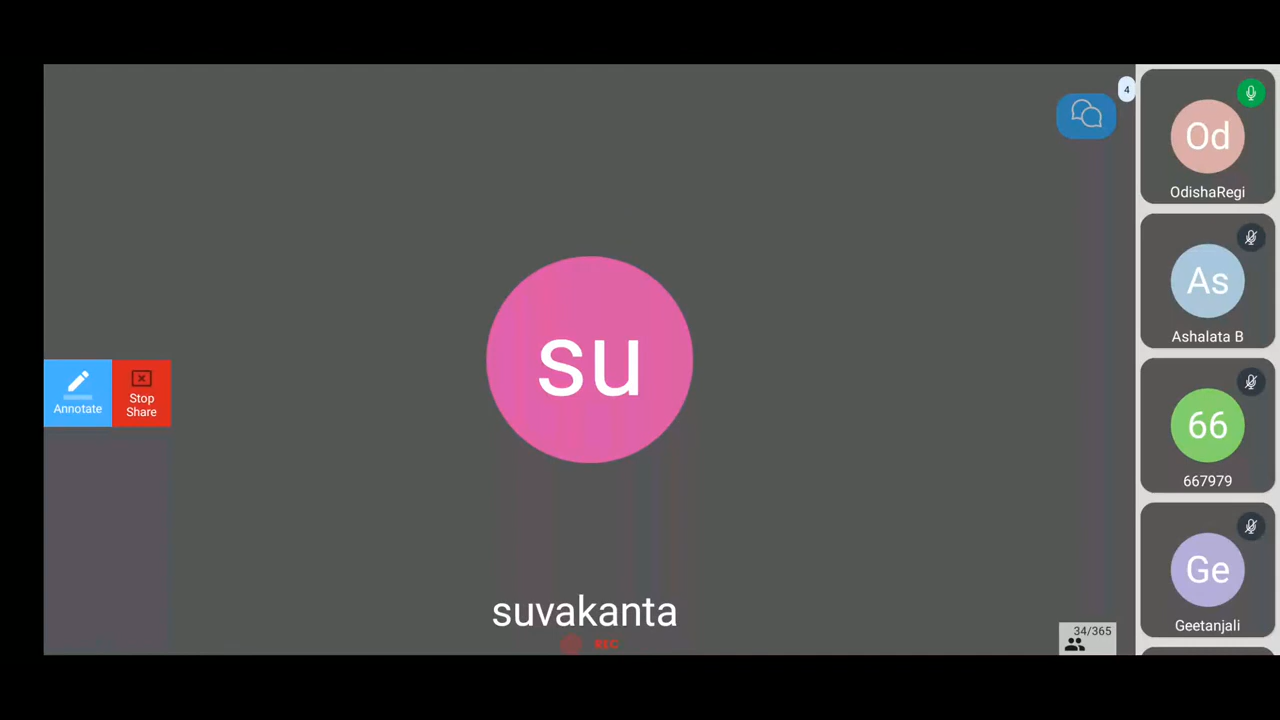 4
Od
OdishaRegi
As
Ashalata B
su
Annotate
Stop
Share
66
667979
Ge
Geetanjali
suvakanta
REC
34/365